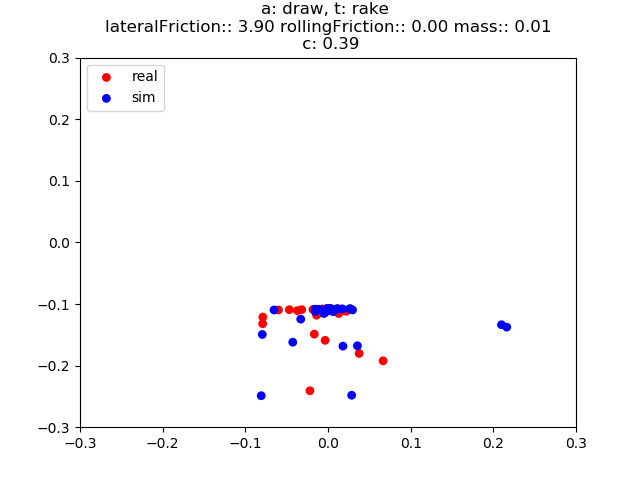 a: draw, t: rake
lateralFriction:: 3.90 rollingFriction:: 0.00 mass:: 0.01
c: 0.39
real
sim
0.3
0.2
0.1
0.0
−0.1
−0.2
−0.3
−0.3
−0.2
−0.1
0.0
0.1
0.2
0.3